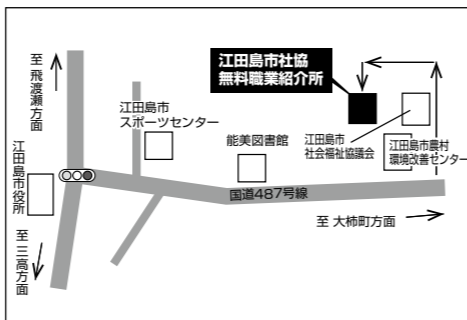 至 飛渡瀬方面
江田島市役所
至 三高方面
江田島市
スポーツセンター
能美図書館
江田島市社協
無料職業紹介所
江田島市
社会福祉協議会
江田島市農村
環境改善センター
国道487号線
至 大柿町方面